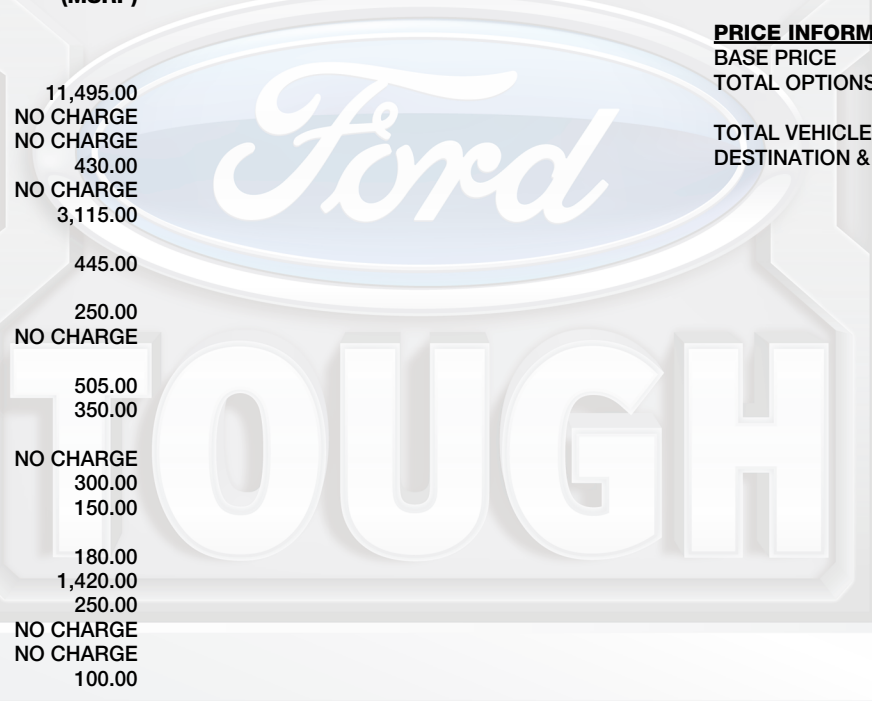 (MSRP)
11,495.00
NO CHARGE
NO CHARGE
430.00
NO CHARGE
3,115.00
445.00
250.00
NO CHARGE
505.00
350.00
NO CHARGE
300.00
150.00
180.00
1,420.00
250.00
NO CHARGE
NO CHARGE
100.00
PRICE INFORM
BASE PRICE
TOTAL OPTIONS
TOTAL VEHICLE
DESTINATION &
Ford
TOUGH